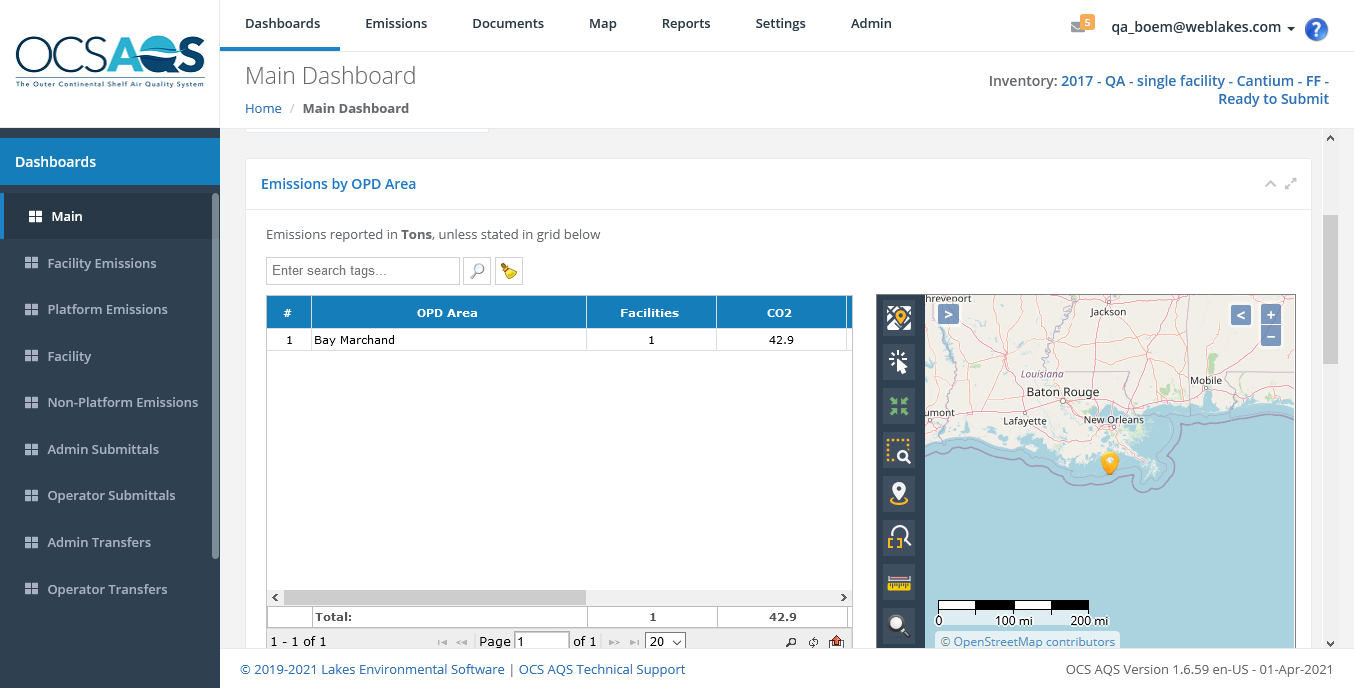 OCSAQS
The Outer Continental Shelf Air Quality System
Dashboards Emissions Documents Map Reports Settings Admin
5
qa_boem@weblakes.com
?
Main Dashboard
Home / Main Dashboard
Inventory: 2017 - QA - single facility - Cantium - FF -
Ready to Submit
Dashboards
Main
Facility Emissions
Platform Emissions
Facility
Non-Platform Emissions
Admin Submittals
Operator Submittals
Admin Transfers
Operator Transfers
Emissions by OPD Area
Emissions reported in Tons, unless stated in grid below
Enter search tags...
# OPD Area Facilities CO2
1 Bay Marchand 1 42.9
Total: 1 42.9
1 - 1 of 1 Page 1 of 1 20
hreveport
Jackson
> < +
−
Louisiana
Mobile
Baton Rouge
umont
Lafayette
New Orleans
0 100 mi 200 mi
© OpenStreetMap contributors
© 2019-2021 Lakes Environmental Software | OCS AQS Technical Support
OCS AQS Version 1.6.59 en-US - 01-Apr-2021